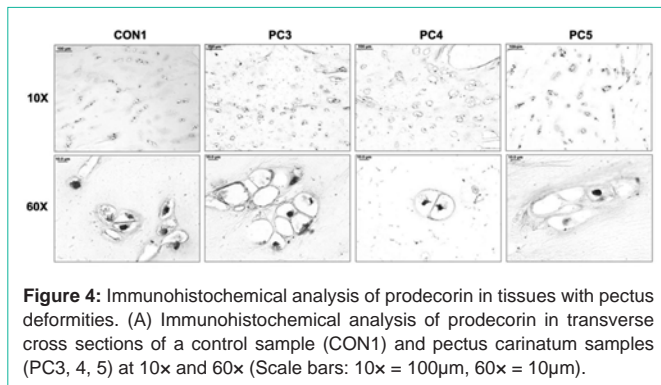 CON1 PC3 PC4 PC5
10X
60X
Figure 4: Immunohistochemical analysis of prodecorin in tissues with pectus
deformities. (A) Immunohistochemical analysis of prodecorin in transverse
cross sections of a control sample (CON1) and pectus carinatum samples
(PC3, 4, 5) at 10× and 60× (Scale bars: 10× = 100μm, 60× = 10μm).